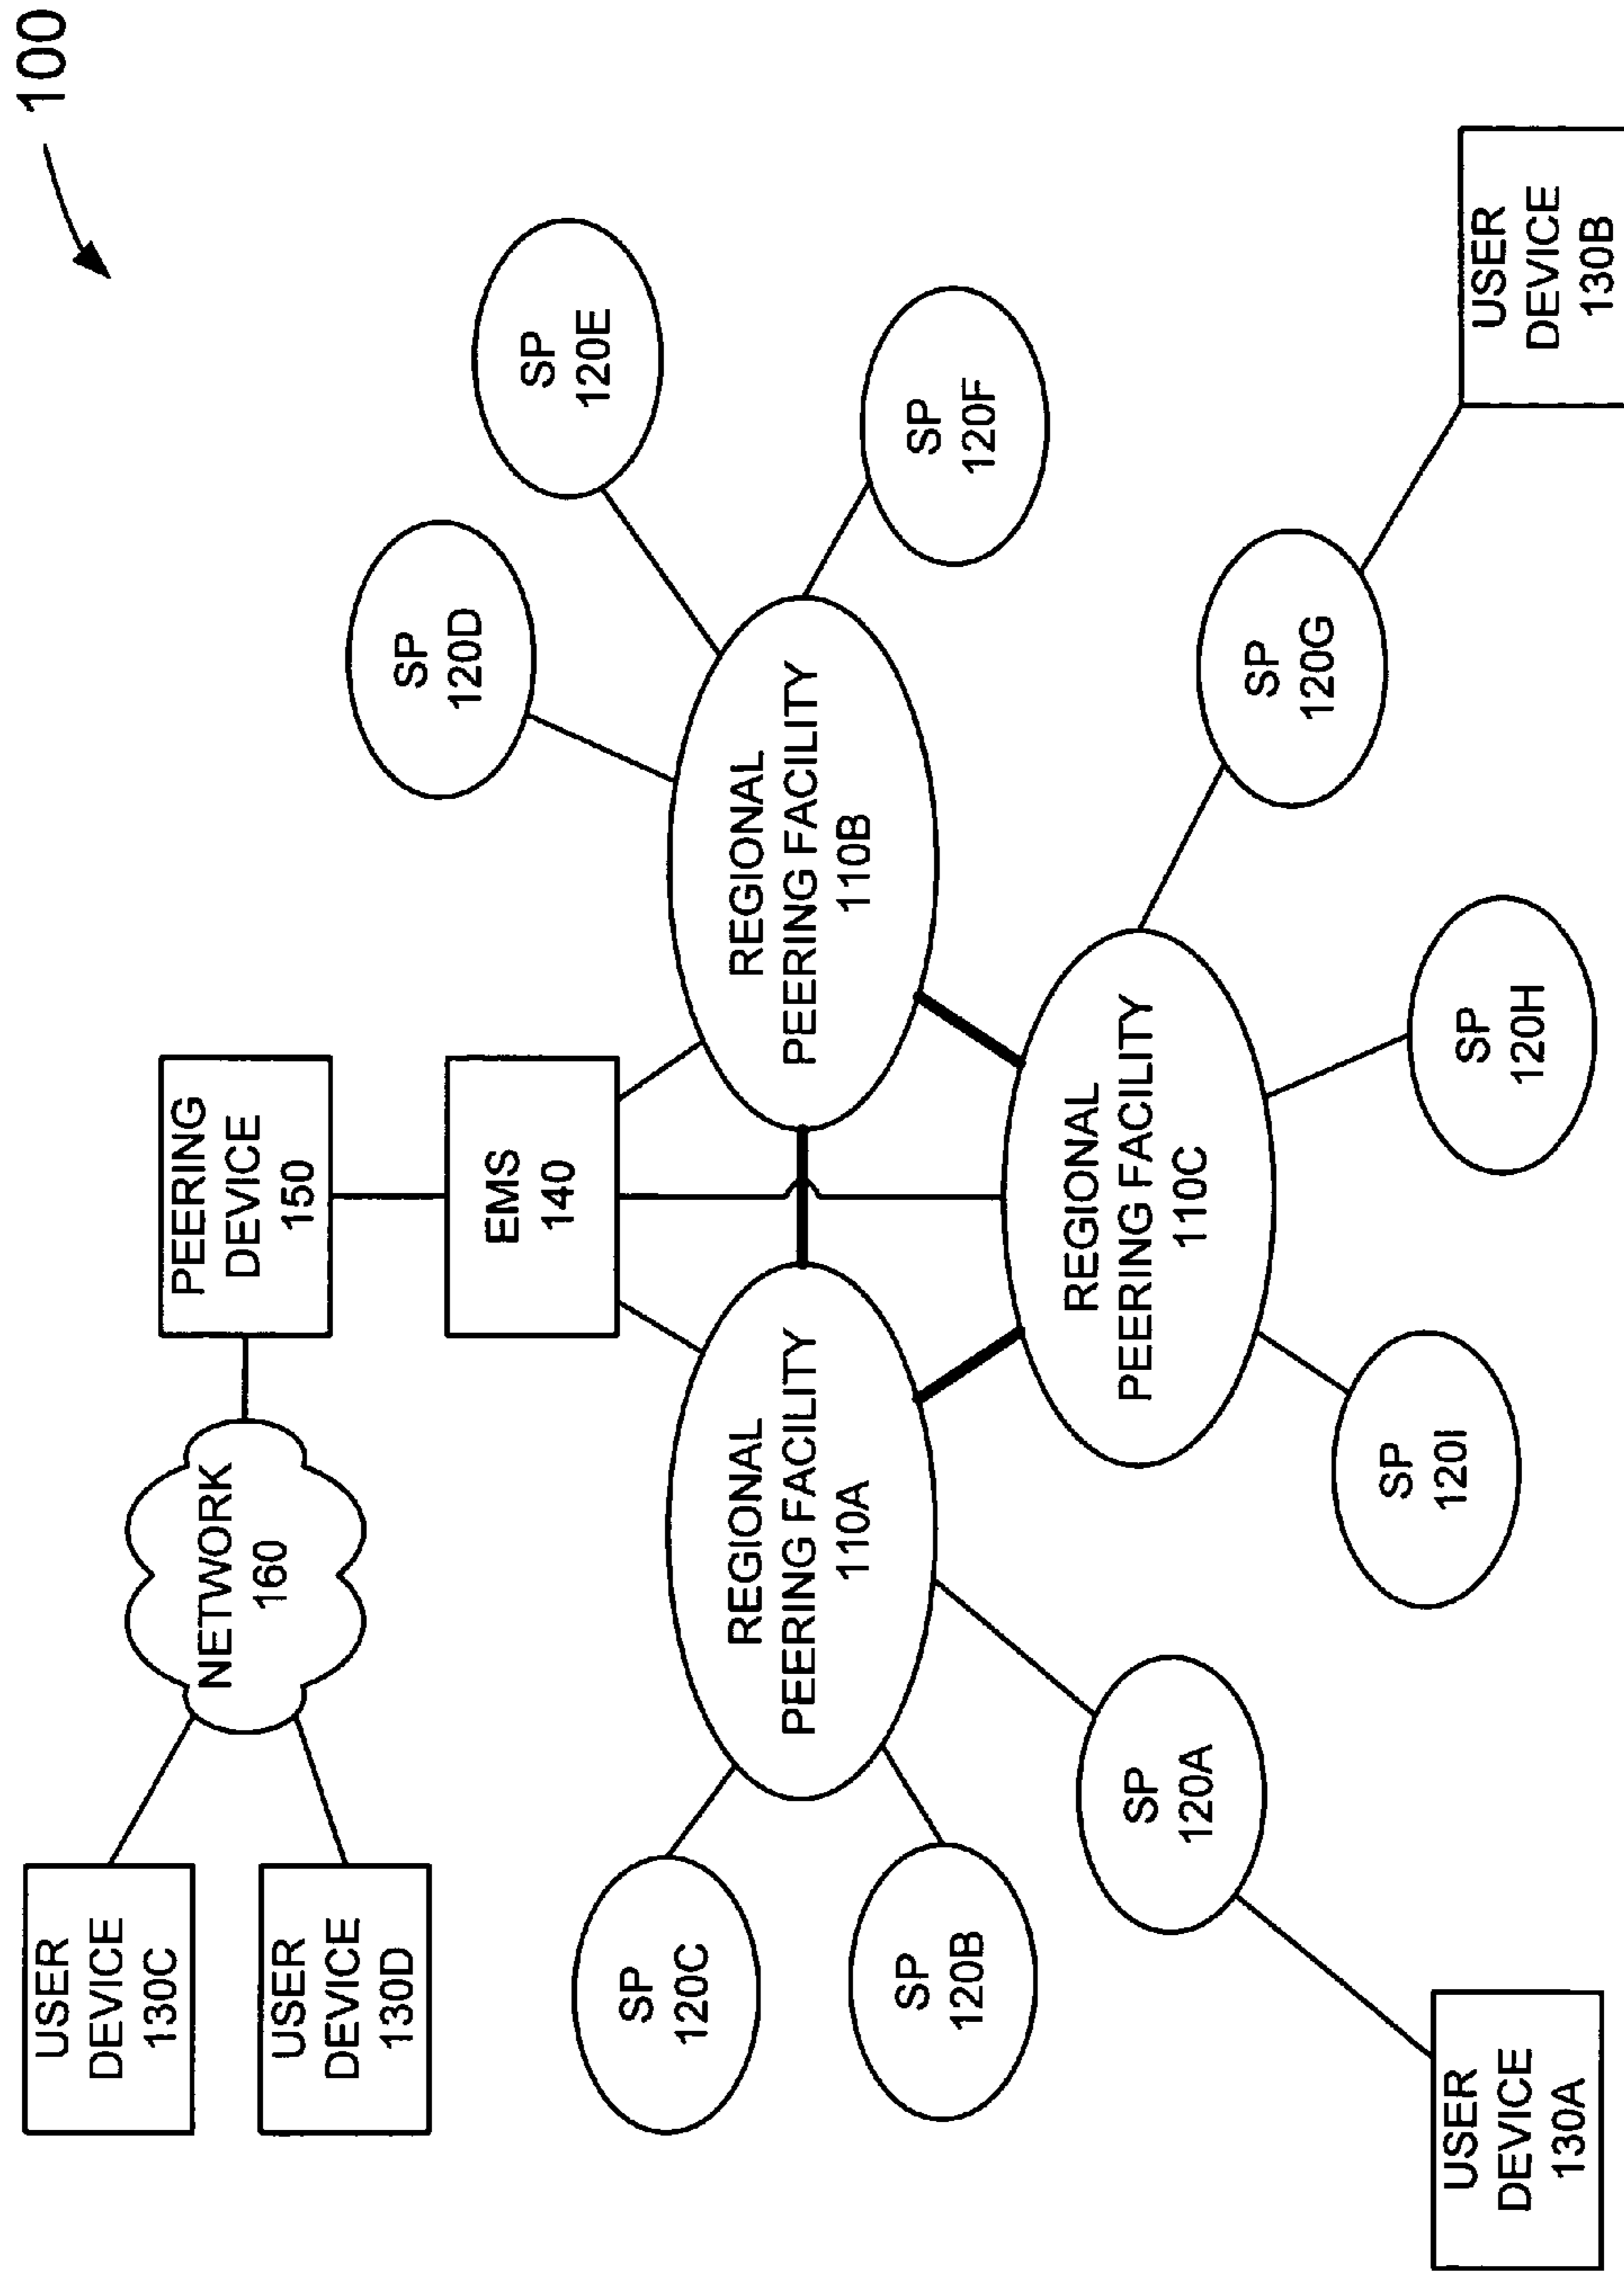 100
USER
DEVICE
130C
USER
DEVICE
130D
NETWORK
160
PEERING
DEVICE
150
EMS
140
SP
120C
SP
120B
REGIONAL
PEERING FACILITY
110A
REGIONAL
PEERING FACILITY
110B
SP
120D
SP
120E
SP
120F
REGIONAL
PEERING FACILITY
110C
SP
120A
SP
120I
SP
120H
SP
120G
USER
DEVICE
130A
USER
DEVICE
130B